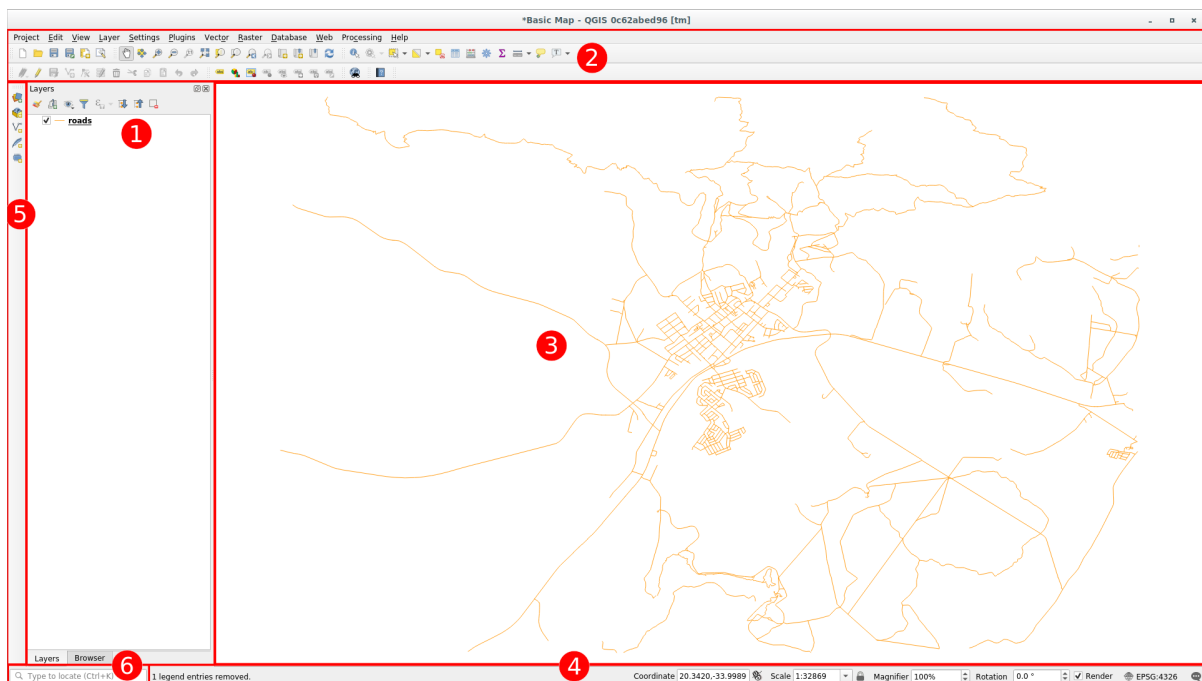 *Basic Map - QGIS 0c62abed96 [tm]
Project Edit View Layer Settings Plugins Vector Raster Database Web Processing Help
2
Layers
roads
1
5
3
Layers Browser
6
4
Type to locate (Ctrl+K)
1 legend entries removed.
Coordinate 20.3420,-33.9989 Scale 1:32869 Magnifier 100% Rotation 0.0 ° Render EPSG:4326